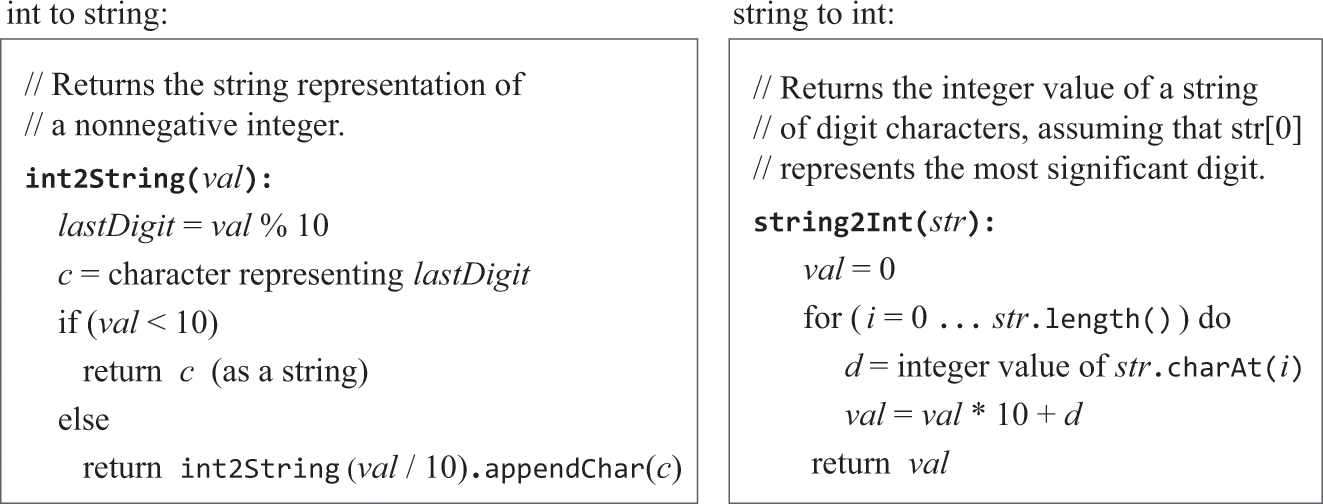 int to string:
// Returns the string representation of
// a nonnegative integer.
int2String(val):
lastDigit = val % 10
c = character representing lastDigit
if (val < 10)
return c (as a string)
else
return int2String(val / 10).appendChar(c)
string to int:
// Returns the integer value of a string
// of digit characters, assuming that str[0]
// represents the most significant digit.
string2Int(str):
val = 0
for ( i = 0 ... str.length() ) do
d = integer value of str.charAt(i)
val = val * 10 + d
return val